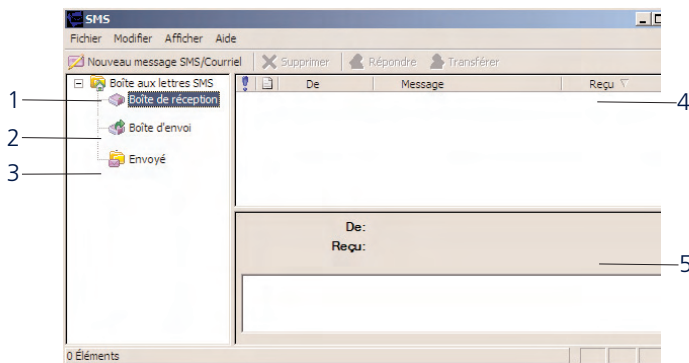 SMS
Fichier Modifier Afficher Aide
Nouveau message SMS/Courriel Supprimer Répondre Transférer
Boîte aux lettres SMS
De Message Reçu
1 Boîte de réception
4
2 Boîte d'envoi
3 Envoyé
De:
Reçu:
5
0 Éléments